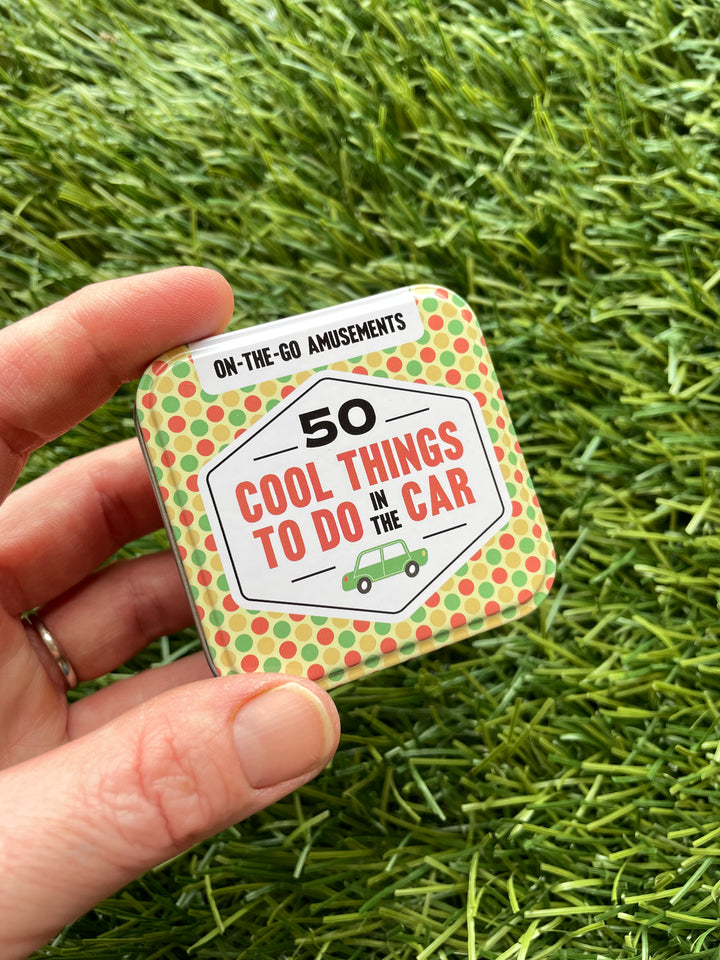 ON-THE-GO AMUSEMENTS
50
COOL THINGS
TO DO IN THE CAR